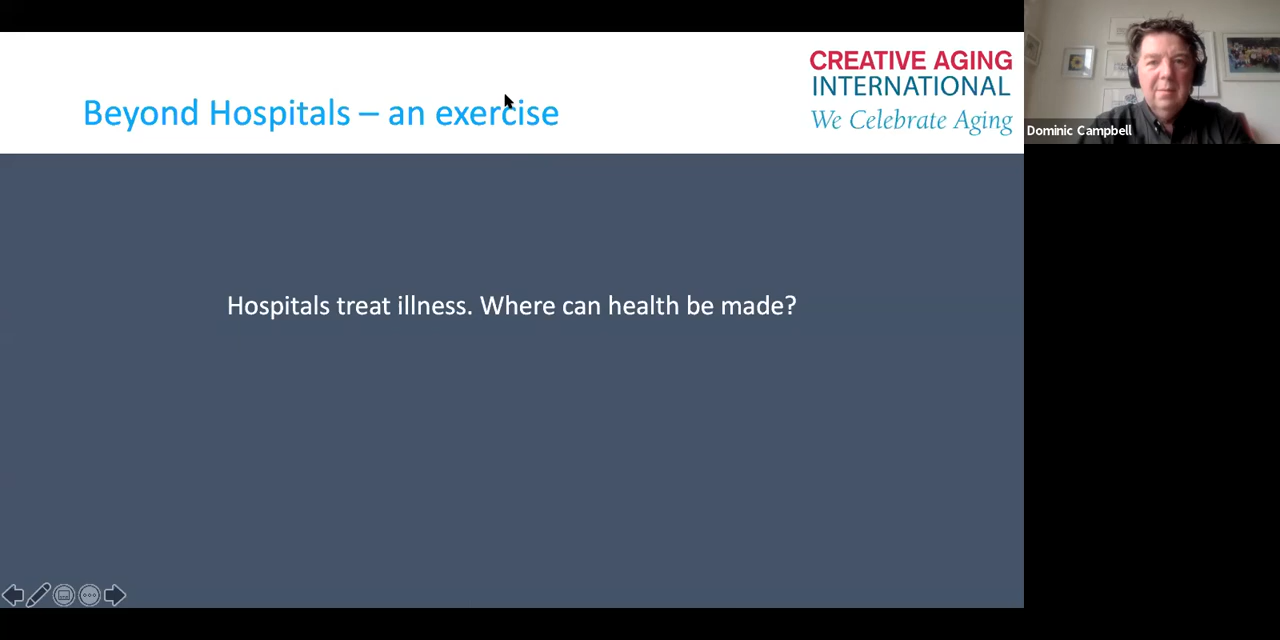 CREATIVE AGING
INTERNATIONAL
We Celebrate Aging
Beyond Hospitals – an exercise
Dominic Campbell
Hospitals treat illness. Where can health be made?